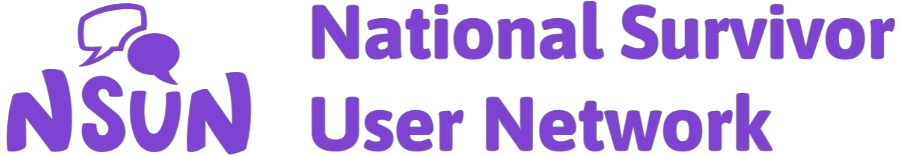 NSUN
National Survivor
User Network